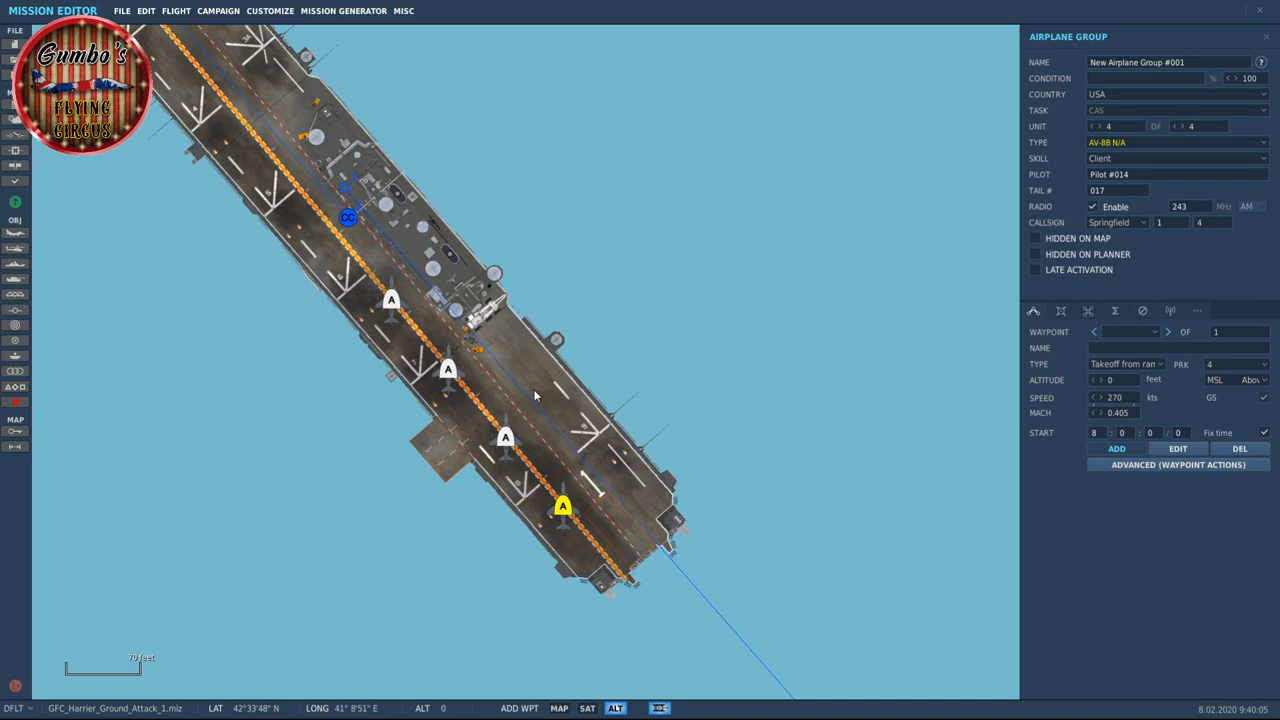 MISSION EDITOR
FILE EDIT FLIGHT CAMPAIGN CUSTOMIZE MISSION GENERATOR MISC
FILE
OBJ
MAP
Gumbo's
FLYING
CIRCUS
CC
A
A
A
A
70 feet
AIRPLANE GROUP
NAME New Airplane Group #001 ?
CONDITION % < > 100
COUNTRY USA
TASK CAS
UNIT < > 4 OF < > 4
TYPE AV-8B N/A
SKILL Client
PILOT Pilot #014
TAIL # 017
RADIO Enable 243 MHz AM
CALLSIGN Springfield 1 4
HIDDEN ON MAP
HIDDEN ON PLANNER
LATE ACTIVATION
WAYPOINT < > OF 1
NAME
TYPE Takeoff from ran PRK 4
ALTITUDE < > 0 feet MSL Abov
SPEED < > 270 kts GS
MACH < > 0.405
START 8 : 0 : 0 / 0 Fix time
ADD EDIT DEL
ADVANCED (WAYPOINT ACTIONS)
DFLT GFC_Harrier_Ground_Attack_1.miz LAT 42°33'48" N LONG 41° 8'51" E ALT 0 ADD WPT MAP SAT ALT 8.02.2020 9:40:05